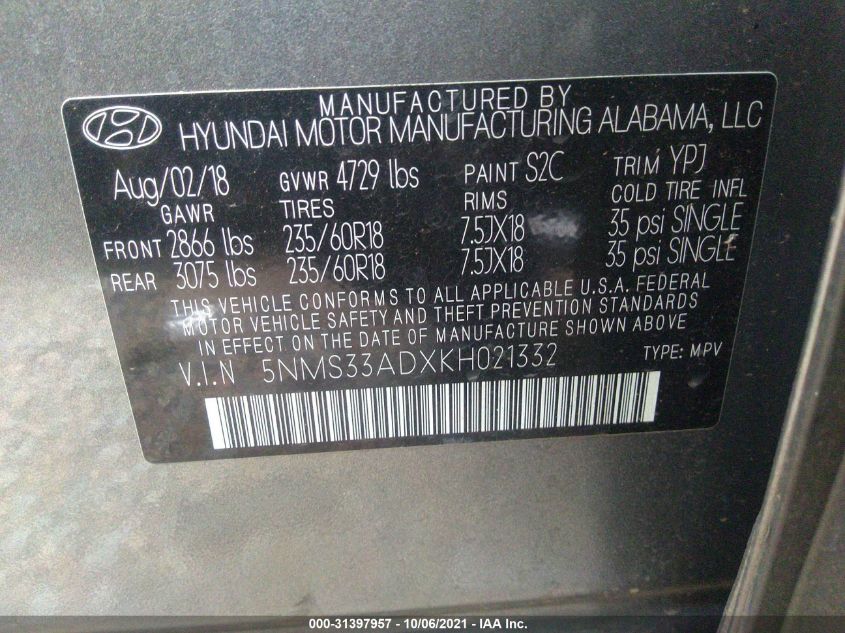 MANUFACTURED BY
HYUNDAI MOTOR MANUFACTURING ALABAMA, LLC
Aug/02/18 GVWR 4729 lbs PAINT S2C TRIM YPJ
GAWR TIRES RIMS COLD TIRE INFL
FRONT 2866 lbs 235/60R18 7.5JX18 35 psi SINGLE
REAR 3075 lbs 235/60R18 7.5JX18 35 psi SINGLE
THIS VEHICLE CONFORMS TO ALL APPLICABLE U.S.A. FEDERAL
MOTOR VEHICLE SAFETY AND THEFT PREVENTION STANDARDS
IN EFFECT ON THE DATE OF MANUFACTURE SHOWN ABOVE
V.I.N 5NMS33ADXKH021332 TYPE: MPV
000-31397957 - 10/06/2021 - IAA Inc.